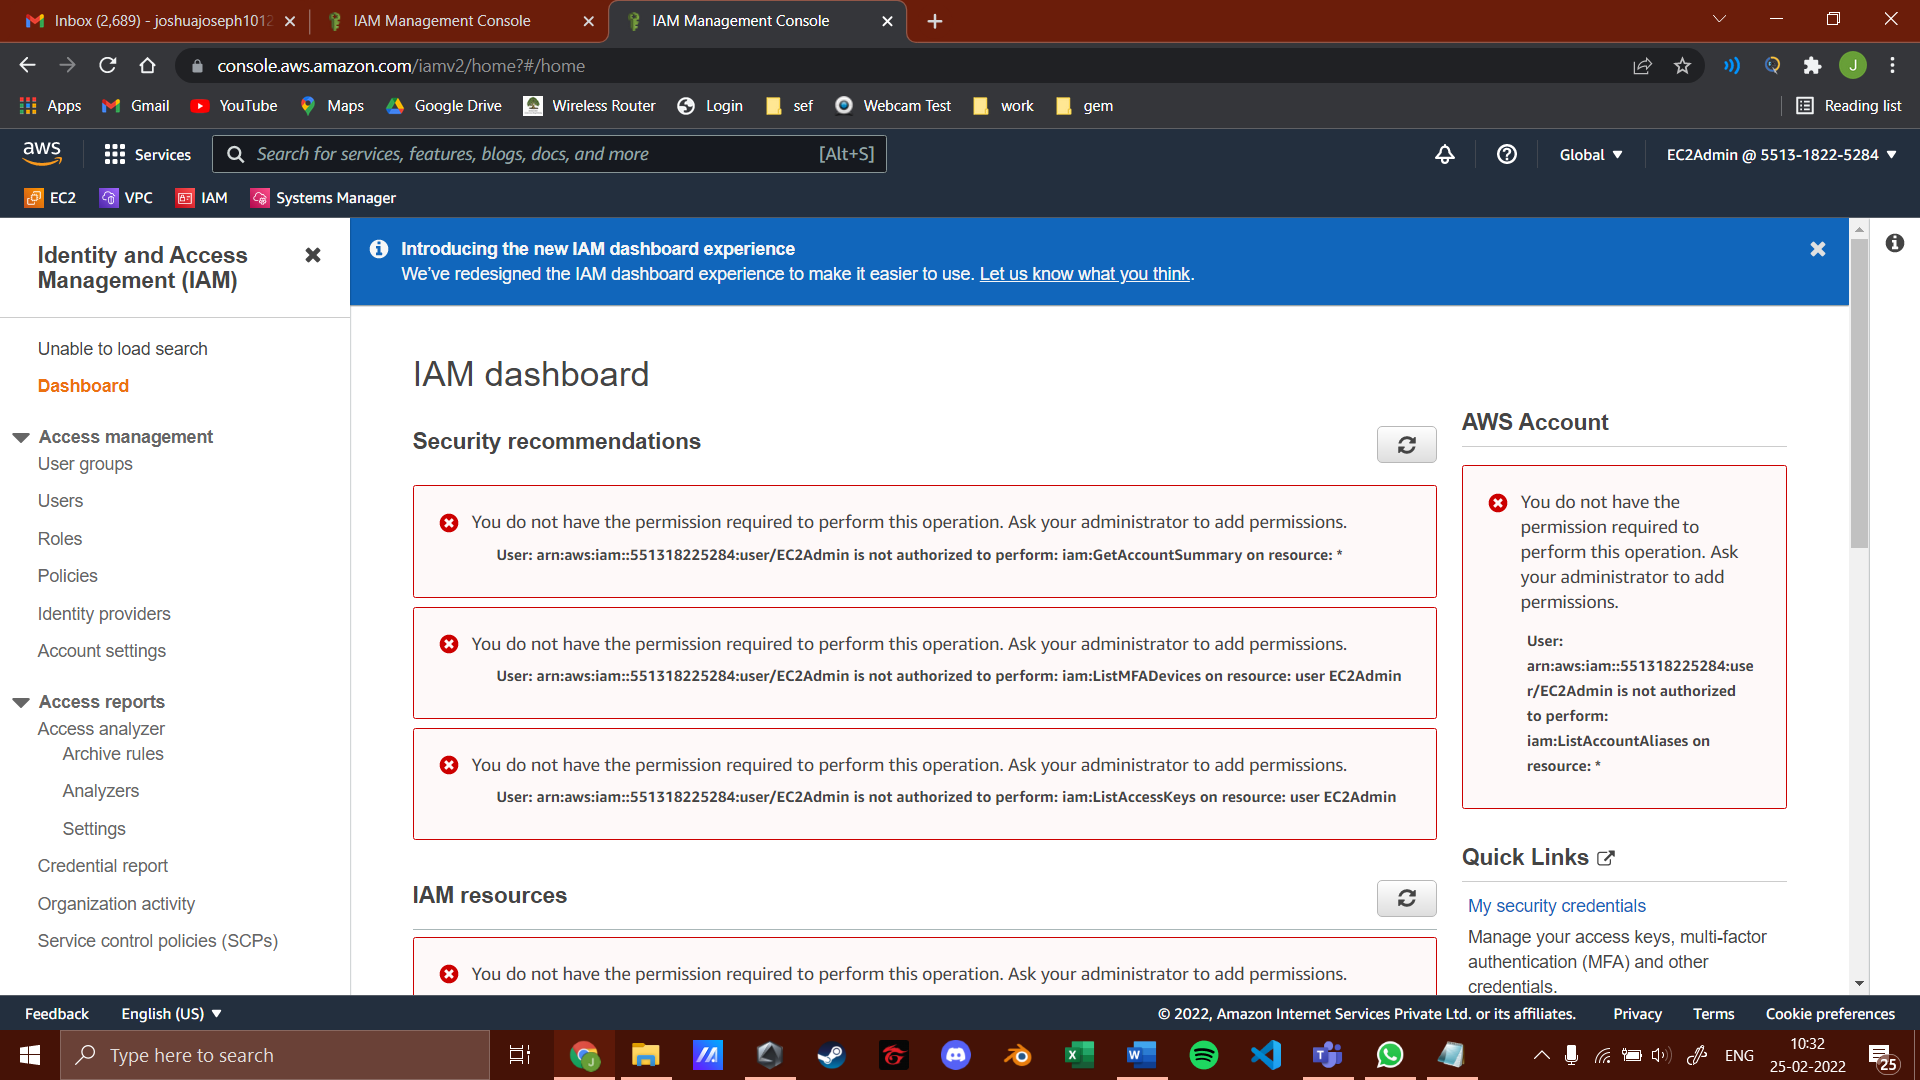 Inbox (2,689) - joshuajoseph1012
IAM Management Console
IAM Management Console
console.aws.amazon.com/iamv2/home?#/home
J
Apps
Gmail
YouTube
Maps
Google Drive
Wireless Router
Login
sef
Webcam Test
work
gem
Reading list
aws
Services
Search for services, features, blogs, docs, and more
[Alt+S]
Global
EC2Admin @ 5513-1822-5284
EC2
VPC
IAM
Systems Manager
Identity and Access
Management (IAM)
Unable to load search
Dashboard
Access management
User groups
Users
Roles
Policies
Identity providers
Account settings
Access reports
Access analyzer
Archive rules
Analyzers
Settings
Credential report
Organization activity
Service control policies (SCPs)
Introducing the new IAM dashboard experience
We've redesigned the IAM dashboard experience to make it easier to use. Let us know what you think.
IAM dashboard
Security recommendations
You do not have the permission required to perform this operation. Ask your administrator to add permissions.
User: arn:aws:iam::551318225284:user/EC2Admin is not authorized to perform: iam:GetAccountSummary on resource: *
You do not have the permission required to perform this operation. Ask your administrator to add permissions.
User: arn:aws:iam::551318225284:user/EC2Admin is not authorized to perform: iam:ListMFADevices on resource: user EC2Admin
You do not have the permission required to perform this operation. Ask your administrator to add permissions.
User: arn:aws:iam::551318225284:user/EC2Admin is not authorized to perform: iam:ListAccessKeys on resource: user EC2Admin
IAM resources
You do not have the permission required to perform this operation. Ask your administrator to add permissions.
AWS Account
You do not have the
permission required to
perform this operation. Ask
your administrator to add
permissions.
User:
arn:aws:iam::551318225284:use
r/EC2Admin is not authorized
to perform:
iam:ListAccountAliases on
resource: *
Quick Links
My security credentials
Manage your access keys, multi-factor
authentication (MFA) and other
credentials.
Feedback
English (US)
© 2022, Amazon Internet Services Private Ltd. or its affiliates.
Privacy
Terms
Cookie preferences
Type here to search
ENG
10:32
25-02-2022
25